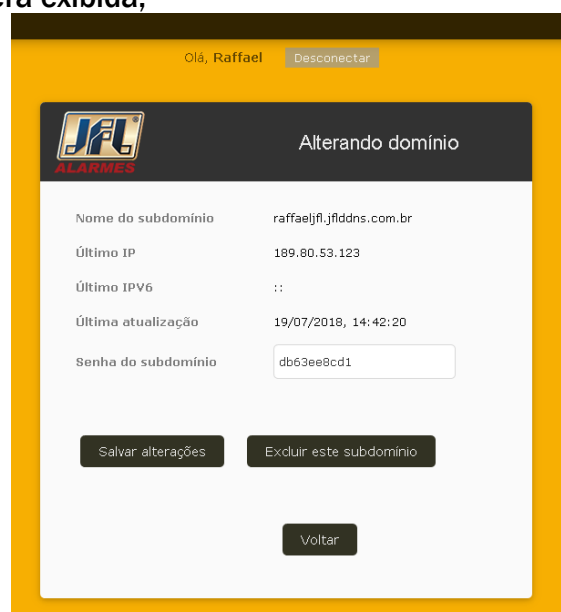 será exibida;
Olá, Raffael Desconectar
JFL
ALARMES
Alterando domínio
Nome do subdomínio raffaeljfl.jflddns.com.br
Último IP 189.80.53.123
Último IPV6 ::
Última atualização 19/07/2018, 14:42:20
Senha do subdomínio db63ee8cd1
Salvar alterações Excluir este subdomínio
Voltar